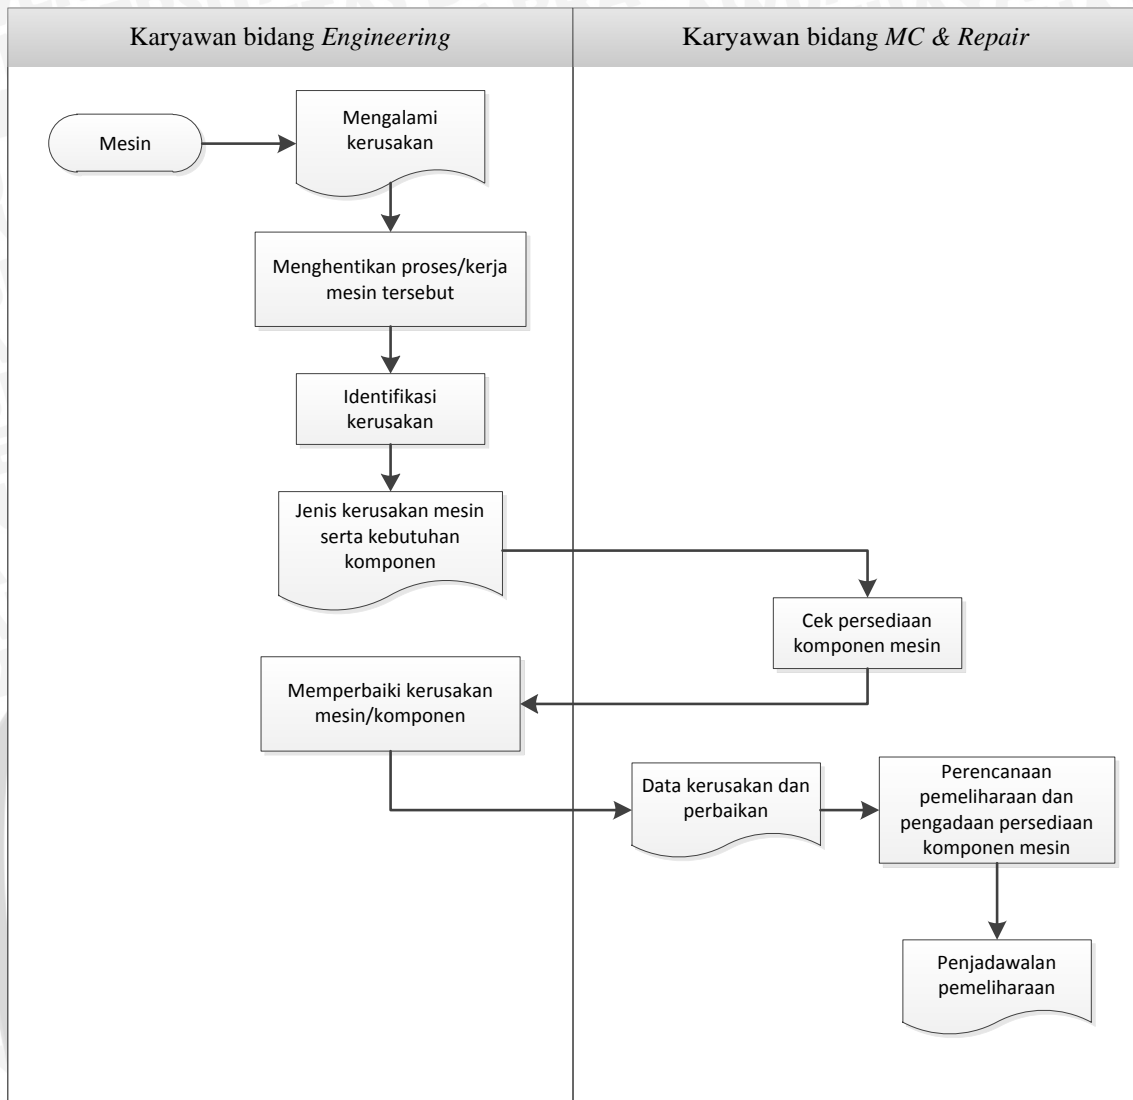 Karyawan bidang Engineering
Karyawan bidang MC & Repair
Mesin
Mengalami
kerusakan
Menghentikan proses/kerja
mesin tersebut
Identifikasi
kerusakan
Jenis kerusakan mesin
serta kebutuhan
komponen
Cek persediaan
komponen mesin
Memperbaiki kerusakan
mesin/komponen
Data kerusakan dan
perbaikan
Perencanaan
pemeliharaan dan
pengadaan persediaan
komponen mesin
Penjadawalan
pemeliharaan